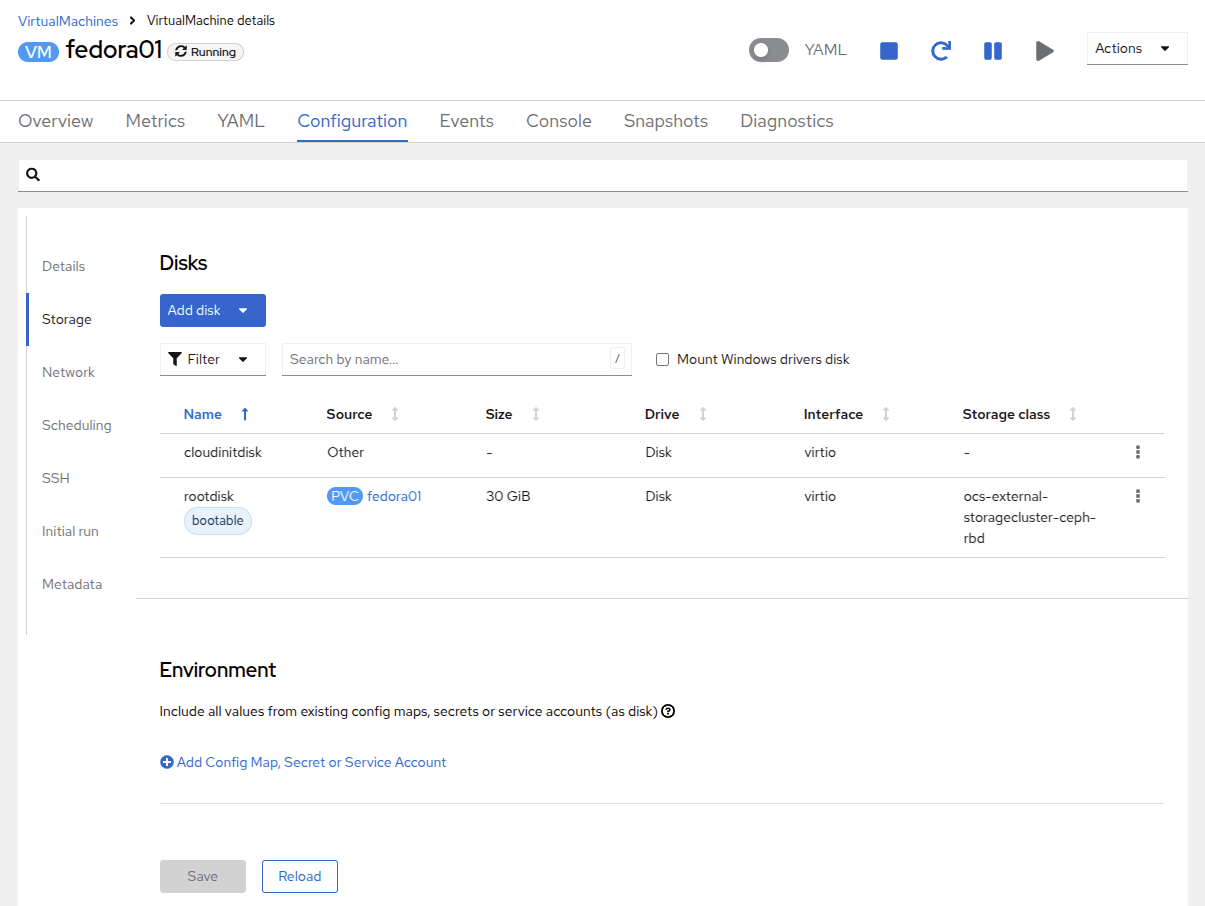 VirtualMachines VirtualMachine details
VM fedora01 Running YAML Actions
Overview Metrics YAML Configuration Events Console Snapshots Diagnostics
Details
Storage
Network
Scheduling
SSH
Initial run
Metadata
Disks
Add disk
Filter Search by name... / Mount Windows drivers disk
Name Source Size Drive Interface Storage class
cloudinitdisk Other - Disk virtio -
rootdisk PVC fedora01 30 GiB Disk virtio ocs-external-
bootable storagecluster-ceph-
rbd
Environment
Include all values from existing config maps, secrets or service accounts (as disk)
Add Config Map, Secret or Service Account
Save Reload